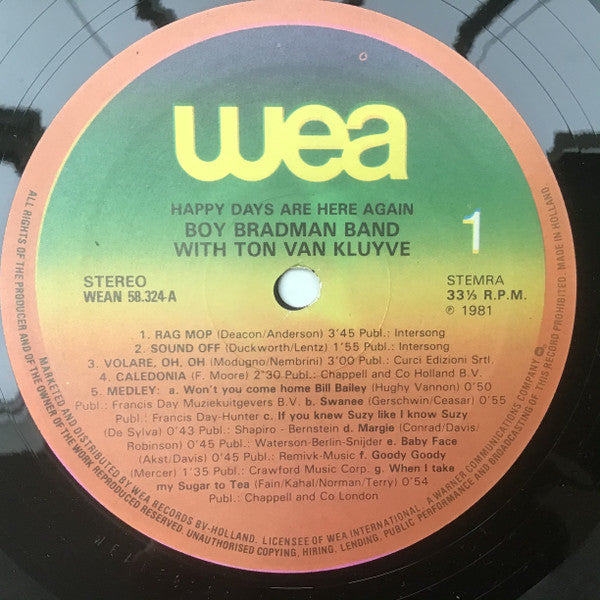 wea
HAPPY DAYS ARE HERE AGAIN
BOY BRADMAN BAND
WITH TON VAN KLUYVE
1
STEREO
WEAN 58.324-A
STEMRA
33⅓ R.P.M.
℗ 1981
1. RAG MOP (Deacon/Anderson) 3'45 Publ.: Intersong
2. SOUND OFF (Duckworth/Lentz) 1'55 Publ.: Intersong
3. VOLARE, OH, OH (Modugno/Nembrini) 3'00 Publ.: Curci Edizioni Srtl.
4. CALEDONIA (F. Moore) 2"30 Publ.: Chappell and Co Holland B.V.
5. MEDLEY: a. Won't you come home Bill Bailey (Hughy Vannon) 0'50
Publ.: Francis Day Muziekuitgevers B.V. b. Swanee (Gerschwin/Ceasar) 0'55
Publ.: Francis Day-Hunter c. If you knew Suzy like I know Suzy
(De Sylva) 0'43 Publ.: Shapiro - Bernstein d. Margie (Conrad/Davis/
Robinson) 0'45 Publ.: Waterson-Berlin-Snijder e. Baby Face
(Akst/Davis) 0'45 Publ.: Remivk-Music f. Goody Goody
(Mercer) 1'35 Publ.: Crawford Music Corp. g. When I take
my Sugar to Tea (Fain/Kahal/Norman/Terry) 0'54
Publ.: Chappell and Co London
ALL RIGHTS OF THE PRODUCER AND OF THE OWNER OF THE WORK REPRODUCED RESERVED. UNAUTHORISED COPYING, HIRING, LENDING, PUBLIC PERFORMANCE AND BROADCASTING OF THIS RECORD PROHIBITED. MADE IN HOLLAND
MARKETED AND DISTRIBUTED BY WEA RECORDS BV-HOLLAND. LICENSEE OF WEA INTERNATIONAL. A WARNER COMMUNICATIONS COMPANY